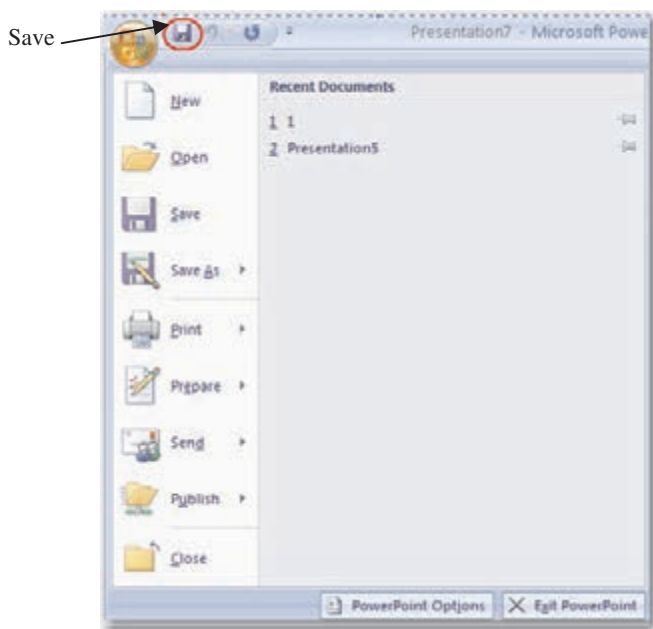 Save
Presentation7 - Microsoft Powe
Recent Documents
1 1
2 Presentation5
New
Open
Save
Save As
Print
Prepare
Send
Publish
Close
PowerPoint Options
Exit PowerPoint